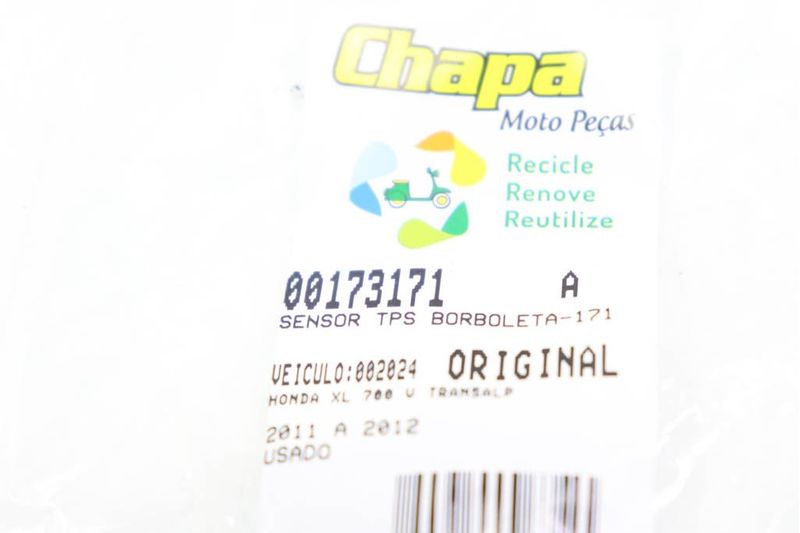 Chapa
Moto Peças
Recicle
Renove
Reutilize
00173171 A
SENSOR TPS BORBOLETA-171
VEICULO:002024 ORIGINAL
HONDA XL 700 V TRANSALP
2011 A 2012
USADO